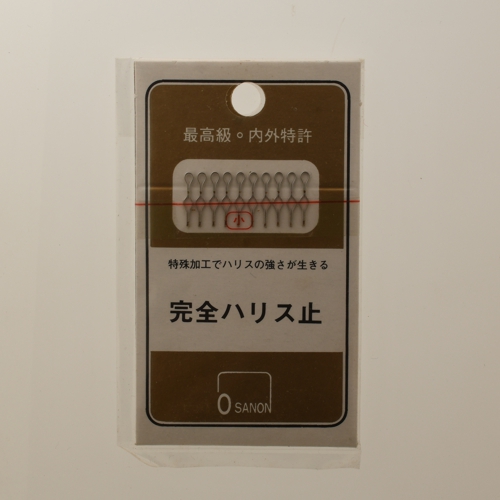 最高級。内外特許
小
特殊加工でハリスの強さが生きる
完全ハリス止
OSANON